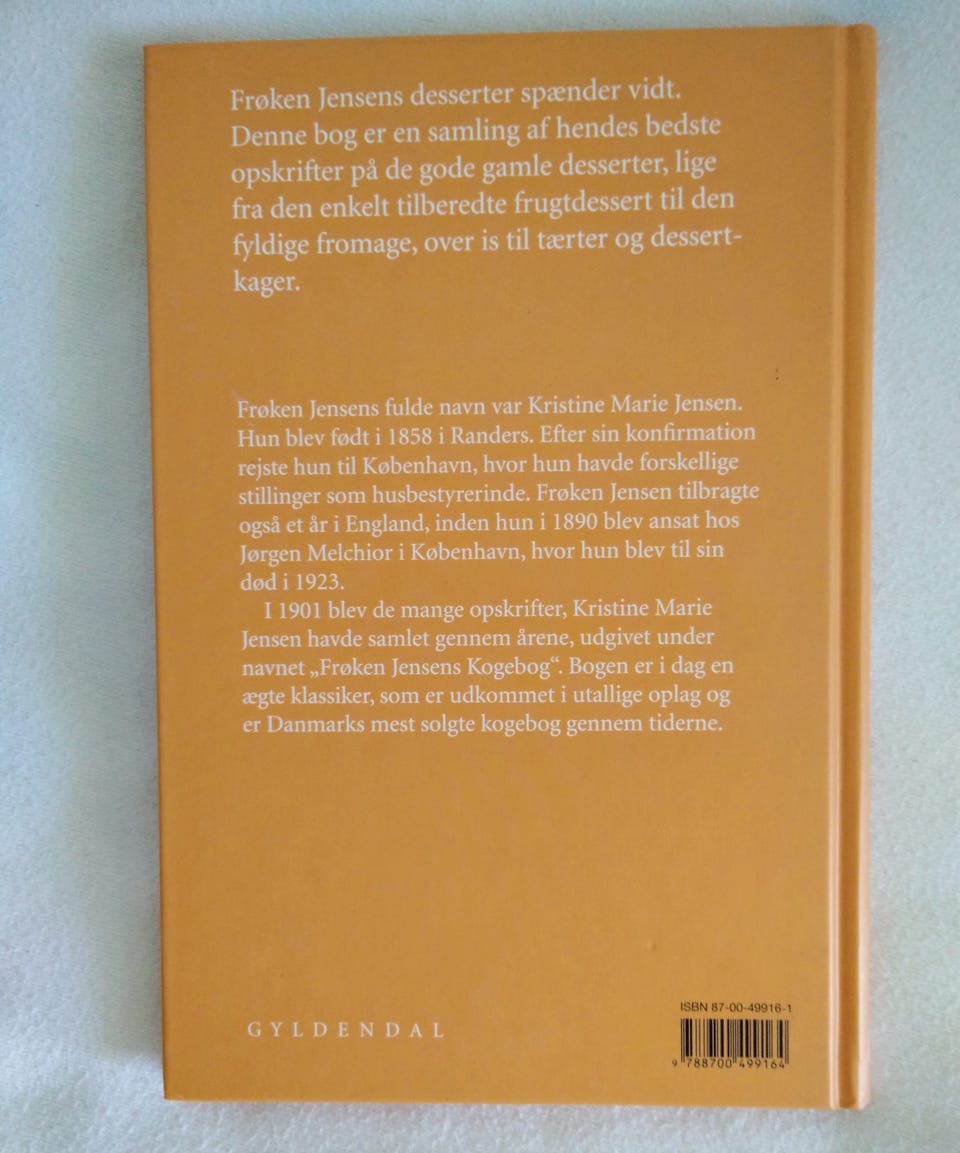 Frøken Jensens desserter spænder vidt.
Denne bog er en samling af hendes bedste
opskrifter på de gode gamle desserter, lige
fra den enkelt tilberedte frugtdessert til den
fyldige fromage, over is til tærter og dessert-
kager.
Frøken Jensens fulde navn var Kristine Marie Jensen.
Hun blev født i 1858 i Randers. Efter sin konfirmation
rejste hun til København, hvor hun havde forskellige
stillinger som husbestyrerinde. Frøken Jensen tilbragte
også et år i England, inden hun i 1890 blev ansat hos
Jørgen Melchior i København, hvor hun blev til sin
død i 1923.
I 1901 blev de mange opskrifter, Kristine Marie
Jensen havde samlet gennem årene, udgivet under
navnet „Frøken Jensens Kogebog“. Bogen er i dag en
ægte klassiker, som er udkommet i utallige oplag og
er Danmarks mest solgte kogebog gennem tiderne.
GYLDENDAL
ISBN 87-00-49916-1
9 788700 499164